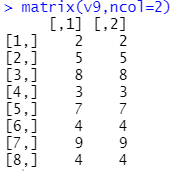 > matrix(v9,ncol=2)
[,1] [,2]
[1,] 2 2
[2,] 5 5
[3,] 8 8
[4,] 3 3
[5,] 7 7
[6,] 4 4
[7,] 9 9
[8,] 4 4